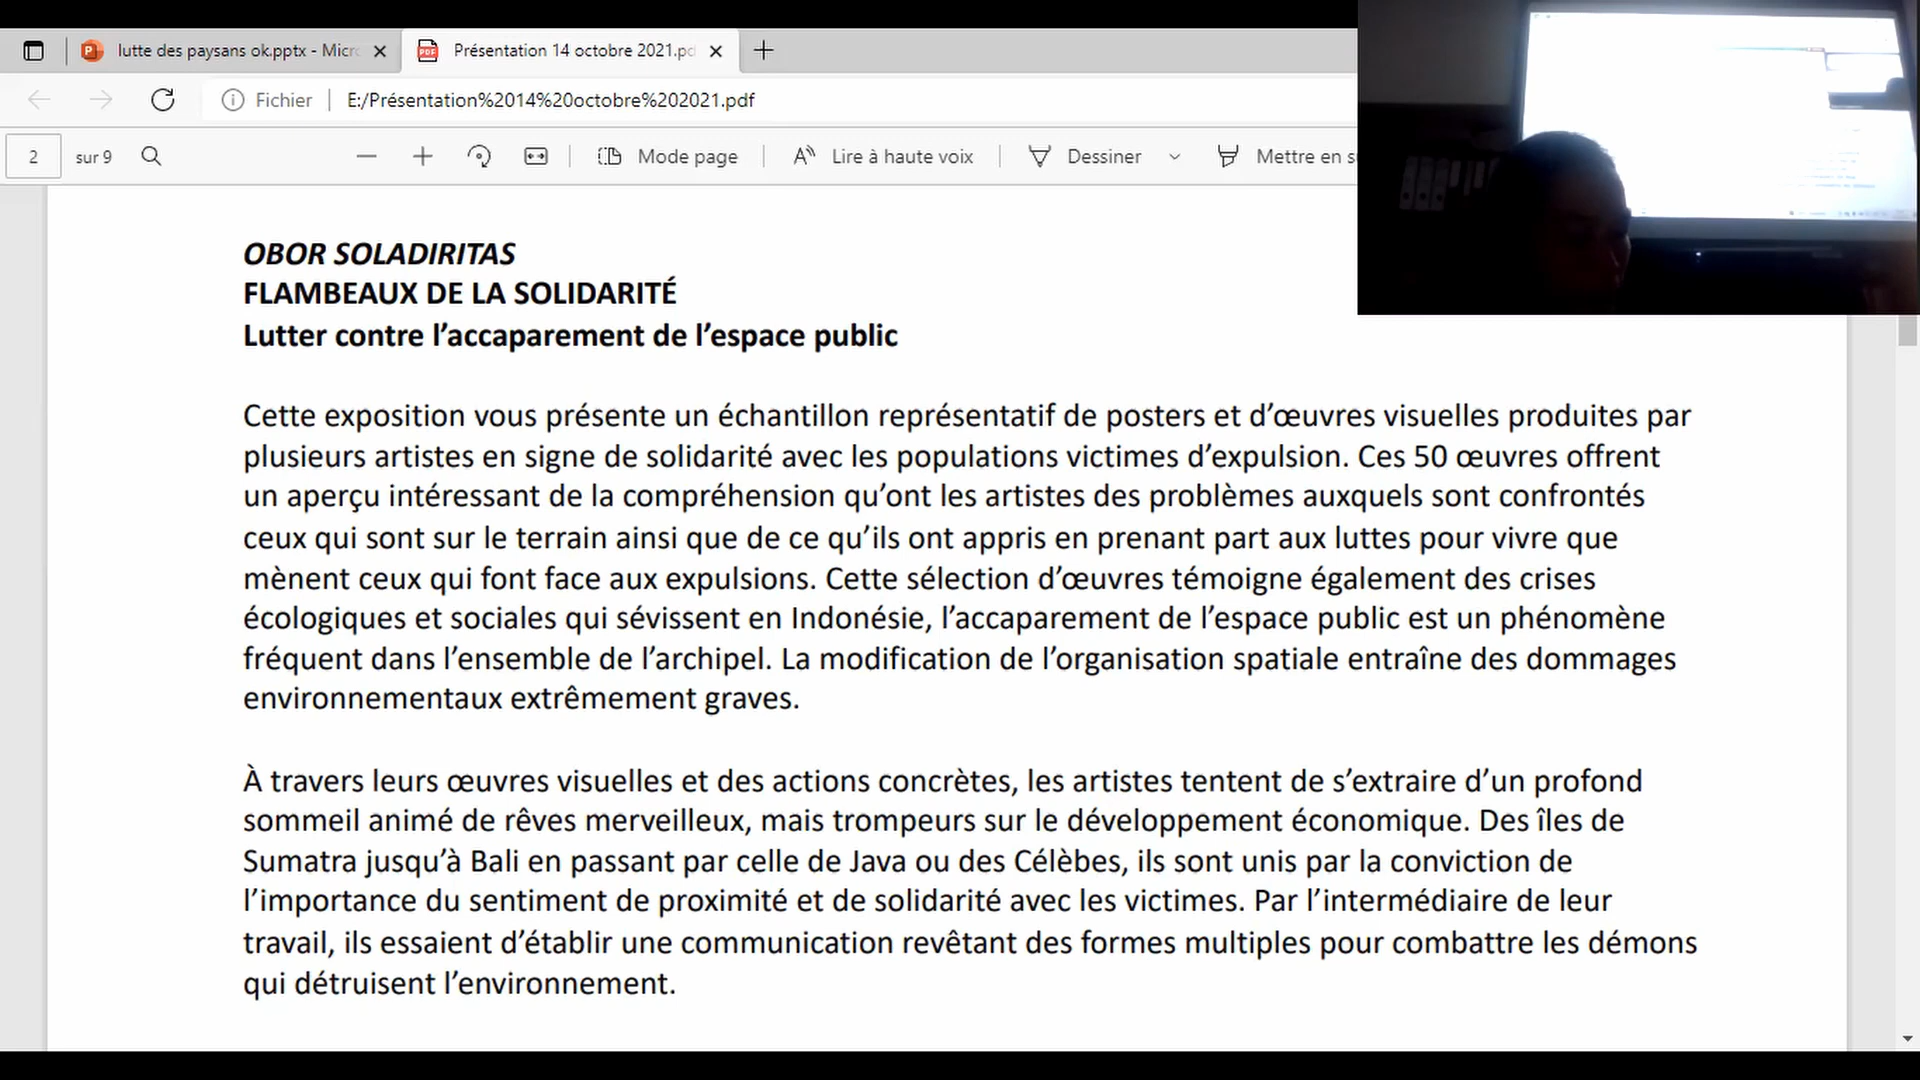 lutte des paysans ok.pptx - Micr
Présentation 14 octobre 2021.pd
Fichier
E:/Présentation%2014%20octobre%202021.pdf
2
sur 9
Mode page
Lire à haute voix
Dessiner
Mettre en s
OBOR SOLADIRITAS
FLAMBEAUX DE LA SOLIDARITÉ
Lutter contre l’accaparement de l’espace public
Cette exposition vous présente un échantillon représentatif de posters et d’œuvres visuelles produites par
plusieurs artistes en signe de solidarité avec les populations victimes d’expulsion. Ces 50 œuvres offrent
un aperçu intéressant de la compréhension qu’ont les artistes des problèmes auxquels sont confrontés
ceux qui sont sur le terrain ainsi que de ce qu’ils ont appris en prenant part aux luttes pour vivre que
mènent ceux qui font face aux expulsions. Cette sélection d’œuvres témoigne également des crises
écologiques et sociales qui sévissent en Indonésie, l’accaparement de l’espace public est un phénomène
fréquent dans l’ensemble de l’archipel. La modification de l’organisation spatiale entraîne des dommages
environnementaux extrêmement graves.
À travers leurs œuvres visuelles et des actions concrètes, les artistes tentent de s’extraire d’un profond
sommeil animé de rêves merveilleux, mais trompeurs sur le développement économique. Des îles de
Sumatra jusqu’à Bali en passant par celle de Java ou des Célèbes, ils sont unis par la conviction de
l’importance du sentiment de proximité et de solidarité avec les victimes. Par l’intermédiaire de leur
travail, ils essaient d’établir une communication revêtant des formes multiples pour combattre les démons
qui détruisent l’environnement.